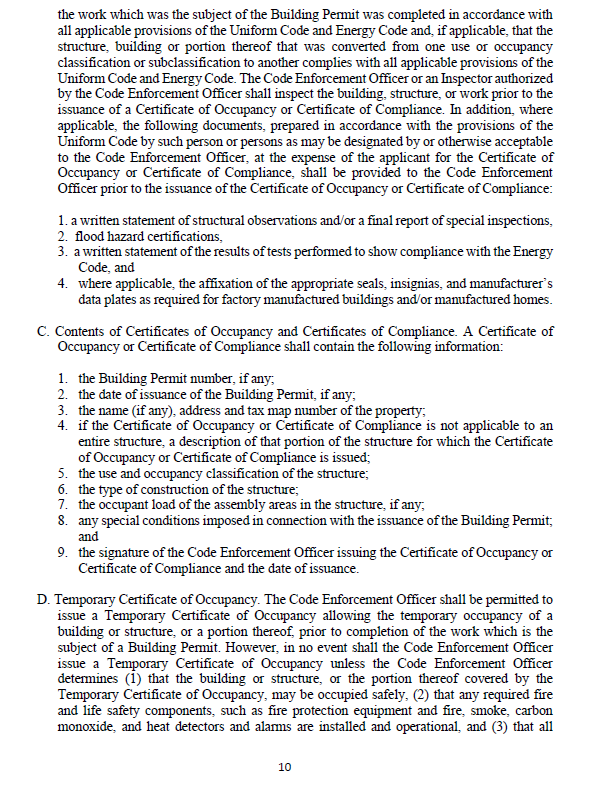 the work which was the subject of the Building Permit was completed in accordance with
all applicable provisions of the Uniform Code and Energy Code and, if applicable, that the
structure, building or portion thereof that was converted from one use or occupancy
classification or subclassification to another complies with all applicable provisions of the
Uniform Code and Energy Code. The Code Enforcement Officer or an Inspector authorized
by the Code Enforcement Officer shall inspect the building, structure, or work prior to the
issuance of a Certificate of Occupancy or Certificate of Compliance. In addition, where
applicable, the following documents, prepared in accordance with the provisions of the
Uniform Code by such person or persons as may be designated by or otherwise acceptable
to the Code Enforcement Officer, at the expense of the applicant for the Certificate of
Occupancy or Certificate of Compliance, shall be provided to the Code Enforcement
Officer prior to the issuance of the Certificate of Occupancy or Certificate of Compliance:
1. a written statement of structural observations and/or a final report of special inspections,
2. flood hazard certifications,
3. a written statement of the results of tests performed to show compliance with the Energy
Code, and
4. where applicable, the affixation of the appropriate seals, insignias, and manufacturer's
data plates as required for factory manufactured buildings and/or manufactured homes.
C. Contents of Certificates of Occupancy and Certificates of Compliance. A Certificate of
Occupancy or Certificate of Compliance shall contain the following information:
1. the Building Permit number, if any;
2. the date of issuance of the Building Permit, if any;
3. the name (if any), address and tax map number of the property;
4. if the Certificate of Occupancy or Certificate of Compliance is not applicable to an
entire structure, a description of that portion of the structure for which the Certificate
of Occupancy or Certificate of Compliance is issued;
5. the use and occupancy classification of the structure;
6. the type of construction of the structure;
7. the occupant load of the assembly areas in the structure, if any;
8. any special conditions imposed in connection with the issuance of the Building Permit;
and
9. the signature of the Code Enforcement Officer issuing the Certificate of Occupancy or
Certificate of Compliance and the date of issuance.
D. Temporary Certificate of Occupancy. The Code Enforcement Officer shall be permitted to
issue a Temporary Certificate of Occupancy allowing the temporary occupancy of a
building or structure, or a portion thereof, prior to completion of the work which is the
subject of a Building Permit. However, in no event shall the Code Enforcement Officer
issue a Temporary Certificate of Occupancy unless the Code Enforcement Officer
determines (1) that the building or structure, or the portion thereof covered by the
Temporary Certificate of Occupancy, may be occupied safely, (2) that any required fire
and life safety components, such as fire protection equipment and fire, smoke, carbon
monoxide, and heat detectors and alarms are installed and operational, and (3) that all
10